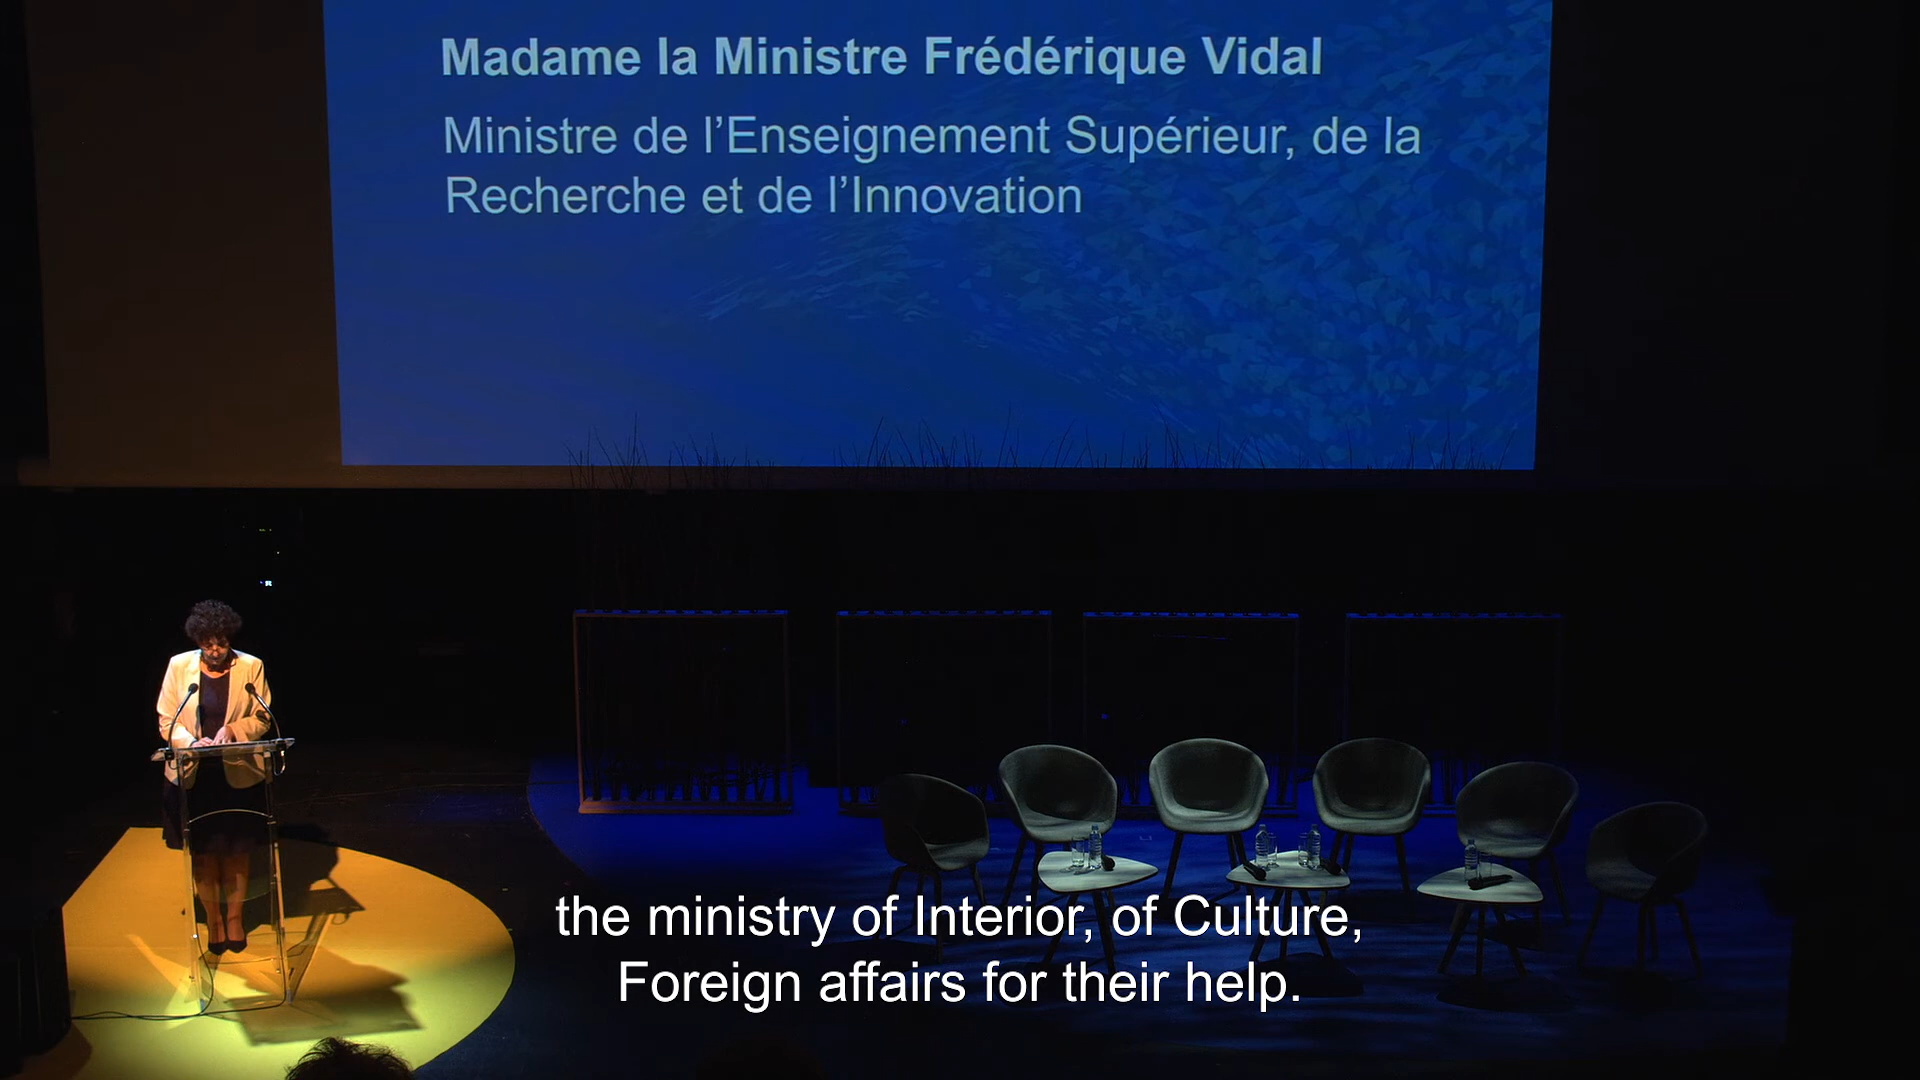 Madame la Ministre Frédérique Vidal
Ministre de l’Enseignement Supérieur, de la
Recherche et de l’Innovation
the ministry of Interior, of Culture,
Foreign affairs for their help.